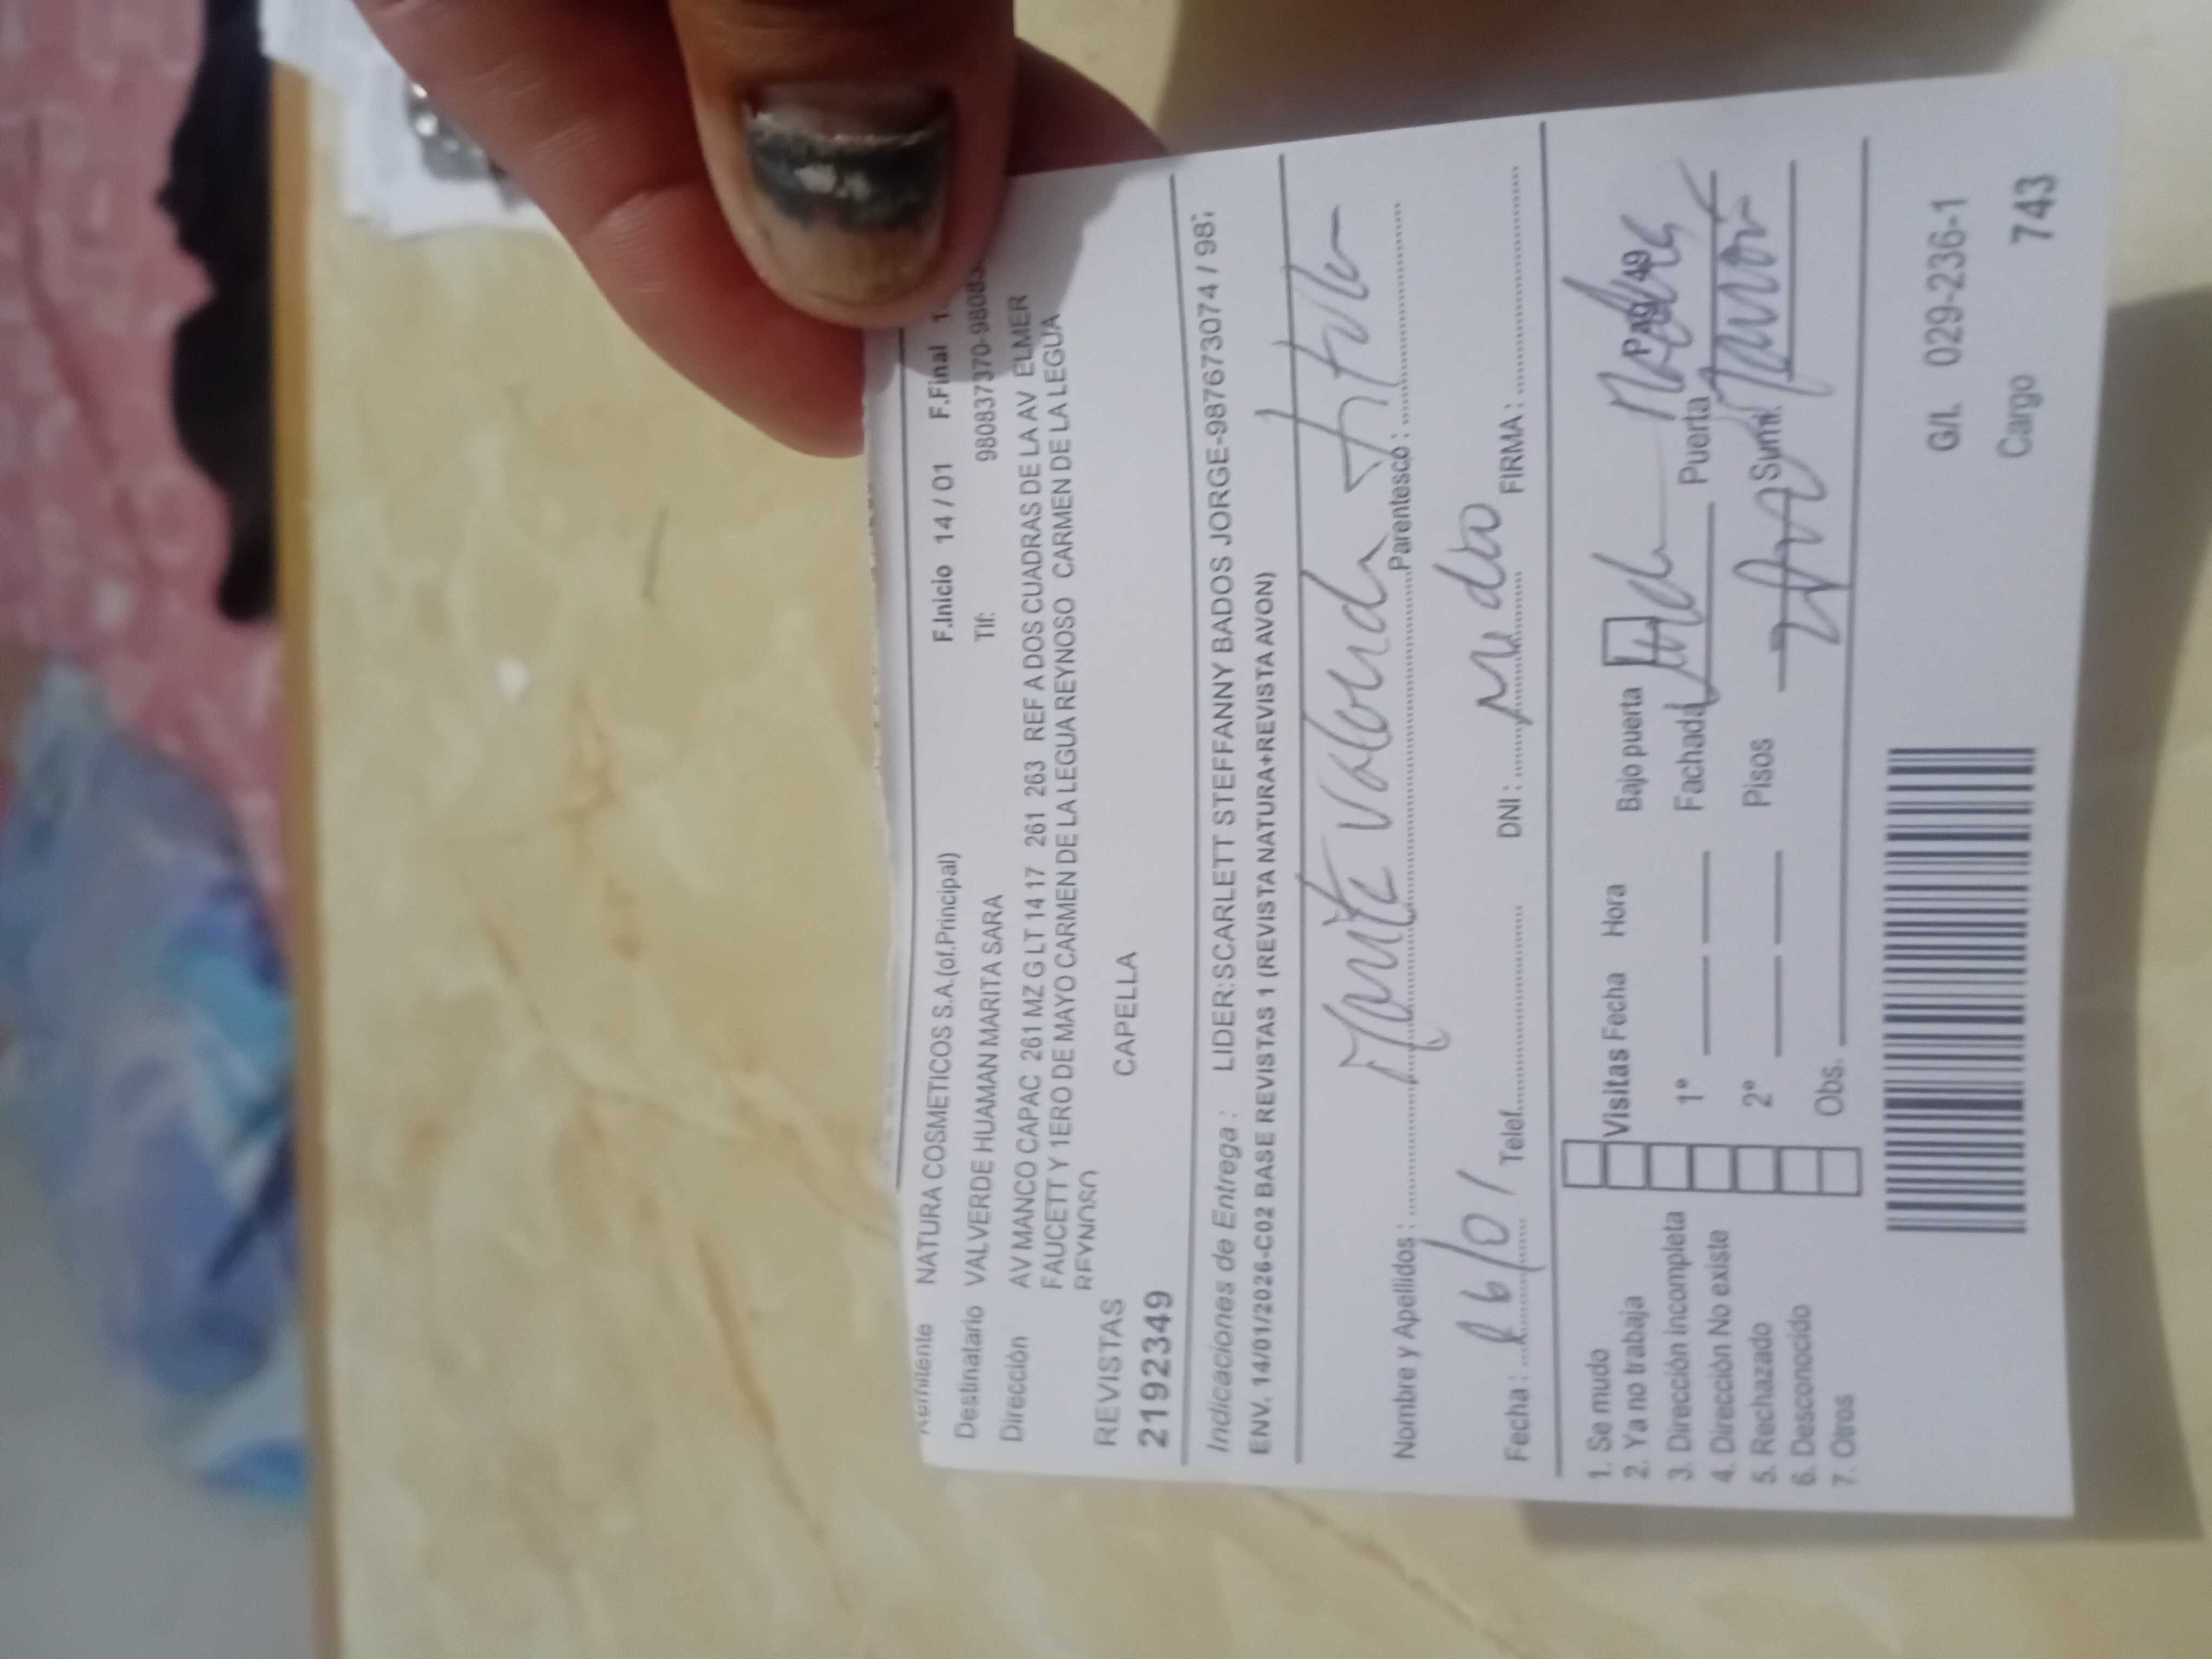 Remitente NATURA COSMETICOS S.A.(of.Principal) F.Inicio 14/01 F.Final 1
Destinatario VALVERDE HUAMAN MARITA SARA Tlf: 980837370-98083
Dirección AV MANCO CAPAC 261 MZ G LT 14 17 261 263 REF A DOS CUADRAS DE LA AV ELMER
FAUCETT Y 1ERO DE MAYO CARMEN DE LA LEGUA REYNOSO CARMEN DE LA LEGUA
REYNOSO
REVISTAS CAPELLA
2192349
Indicaciones de Entrega : LIDER:SCARLETT STEFFANNY BADOS JORGE-987673074 / 987
ENV. 14/01/2026-C02 BASE REVISTAS 1 (REVISTA NATURA+REVISTA AVON)
Nombre y Apellidos : Marita Valverde Parentesco :
Fecha : 16/01 Telef. DNI : FIRMA :
1. Se mudo
2. Ya no trabaja Visitas Fecha Hora Bajo puerta
3. Dirección incompleta 1° Fachada Puerta
4. Dirección No existe
5. Rechazado 2° Pisos Sumi.
6. Desconocido
7. Otros Obs.
G/L 029-236-1
Cargo 743